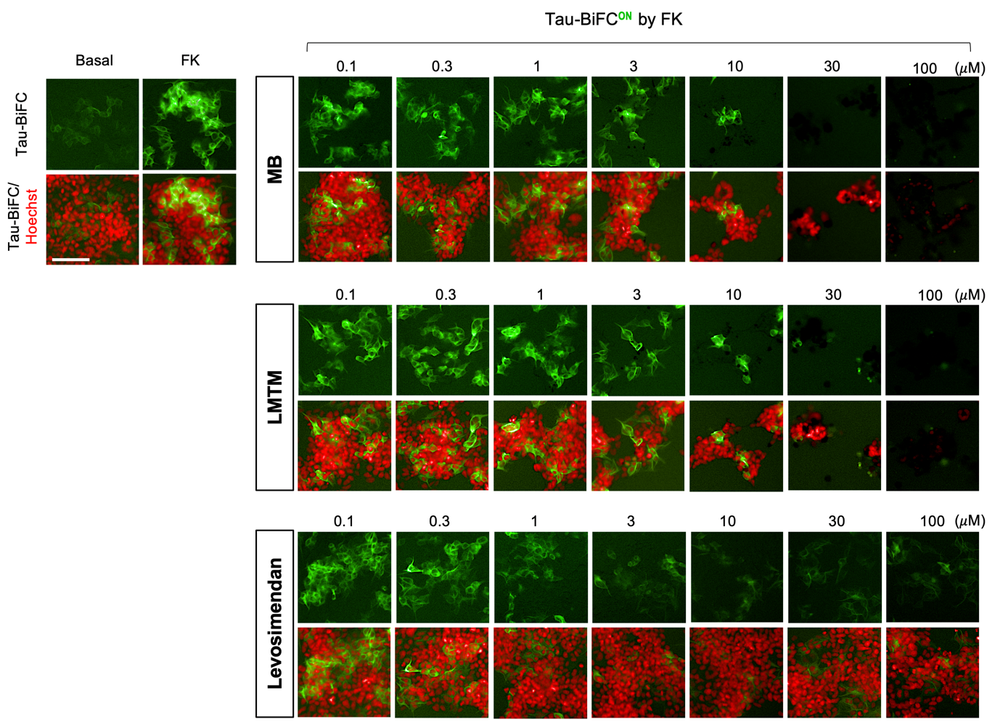 Tau-BiFCON by FK
Basal FK
Tau-BiFC
Tau-BiFC/
Hoechst
0.1 0.3 1 3 10 30 100 (μM)
MB
0.1 0.3 1 3 10 30 100 (μM)
LMTM
0.1 0.3 1 3 10 30 100 (μM)
Levosimendan